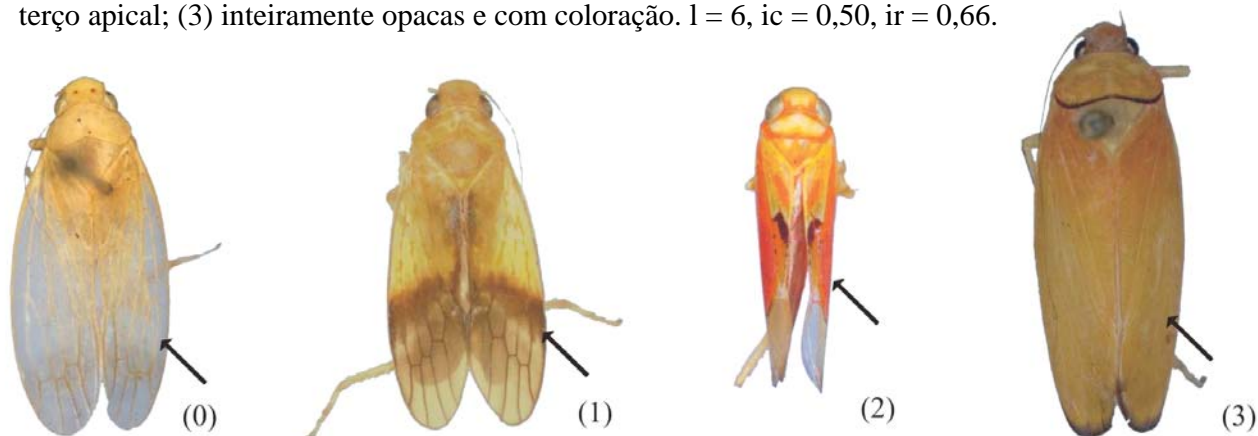 terço apical; (3) inteiramente opacas e com coloração. l = 6, ic = 0,50, ir = 0,66.
(0)
(1)
(2)
(3)